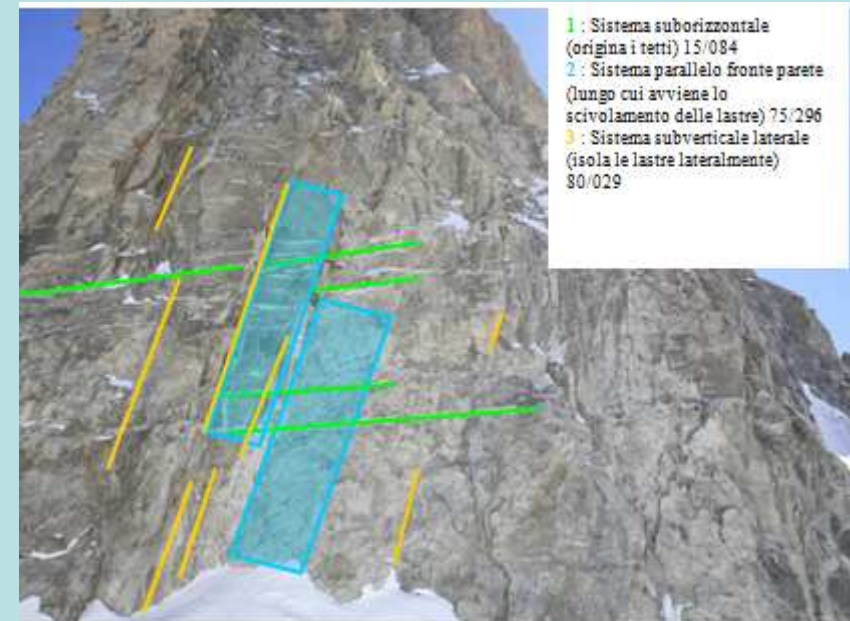 1 : Sistema suborizzontale
(origina i tetti) 15/084
2 : Sistema parallelo fronte parete
(lungo cui avviene lo
scivolamento delle lastre) 75/296
3 : Sistema subverticale laterale
(isola le lastre lateralmente)
80/029